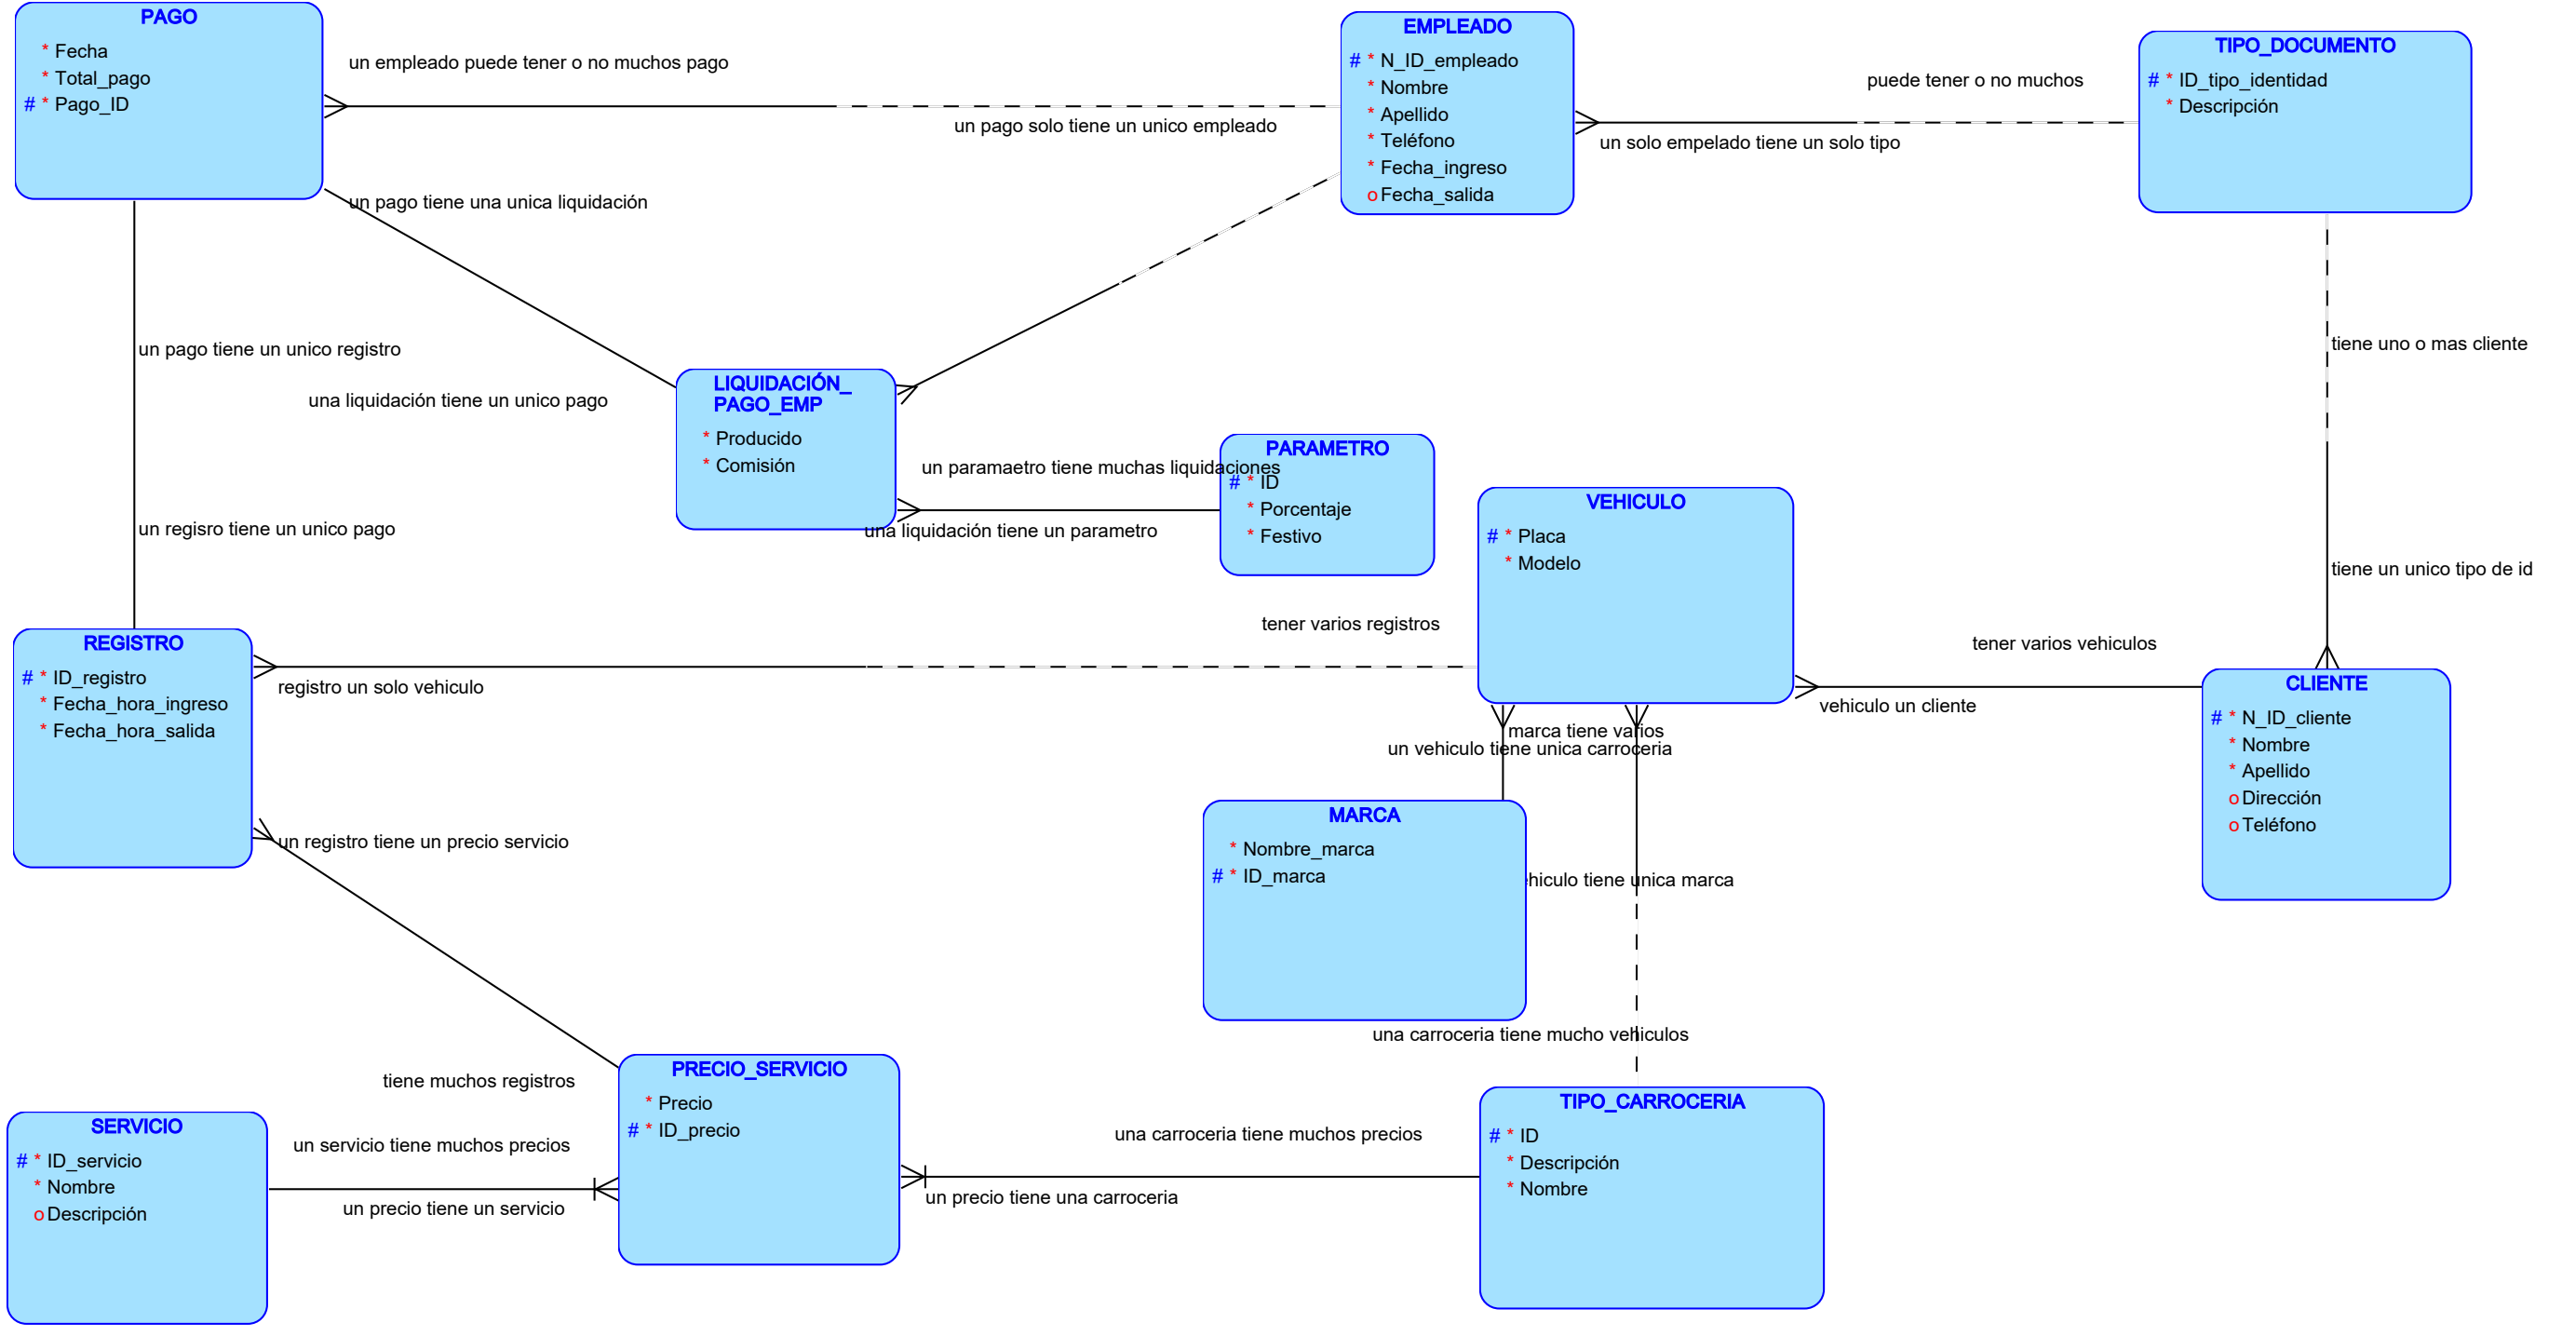 PAGO
* Fecha
* Total_pago
# * Pago_ID
un empleado puede tener o no muchos pago
un pago solo tiene un unico empleado
EMPLEADO
# * N_ID_empleado
* Nombre
* Apellido
* Teléfono
* Fecha_ingreso
o Fecha_salida
puede tener o no muchos
un solo empelado tiene un solo tipo
TIPO_DOCUMENTO
# * ID_tipo_identidad
* Descripción
un pago tiene una unica liquidación
una liquidación tiene un unico pago
un pago tiene un unico registro
un regisro tiene un unico pago
tiene uno o mas cliente
tiene un unico tipo de id
LIQUIDACIÓN_
PAGO_EMP
* Producido
* Comisión
un paramaetro tiene muchas liquidaciones
una liquidación tiene un parametro
PARAMETRO
# * ID
* Porcentaje
* Festivo
VEHICULO
# * Placa
* Modelo
tener varios registros
registro un solo vehiculo
tener varios vehiculos
vehiculo un cliente
REGISTRO
# * ID_registro
* Fecha_hora_ingreso
* Fecha_hora_salida
CLIENTE
# * N_ID_cliente
* Nombre
* Apellido
o Dirección
o Teléfono
marca tiene varios
un vehiculo tiene unica carroceria
MARCA
* Nombre_marca
# * ID_marca
hiculo tiene unica marca
una carroceria tiene mucho vehiculos
un registro tiene un precio servicio
tiene muchos registros
PRECIO_SERVICIO
* Precio
# * ID_precio
SERVICIO
# * ID_servicio
* Nombre
o Descripción
un servicio tiene muchos precios
un precio tiene un servicio
una carroceria tiene muchos precios
un precio tiene una carroceria
TIPO_CARROCERIA
# * ID
* Descripción
* Nombre